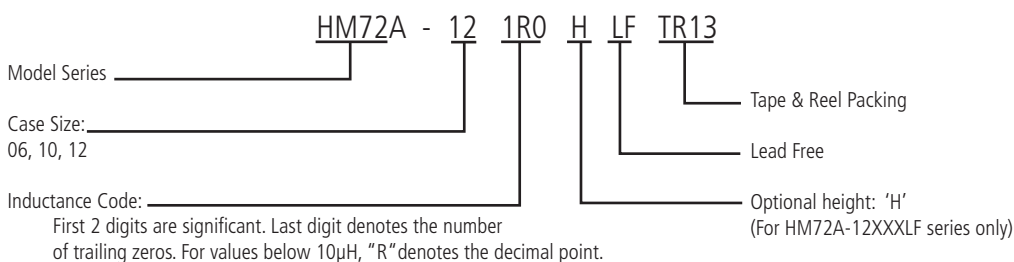 HM72A - 12 1R0 H LF TR13
Model Series
Case Size:
06, 10, 12
Inductance Code:
First 2 digits are significant. Last digit denotes the number
of trailing zeros. For values below 10µH, “R”denotes the decimal point.
Tape & Reel Packing
Lead Free
Optional height: ‘H’
(For HM72A-12XXXLF series only)